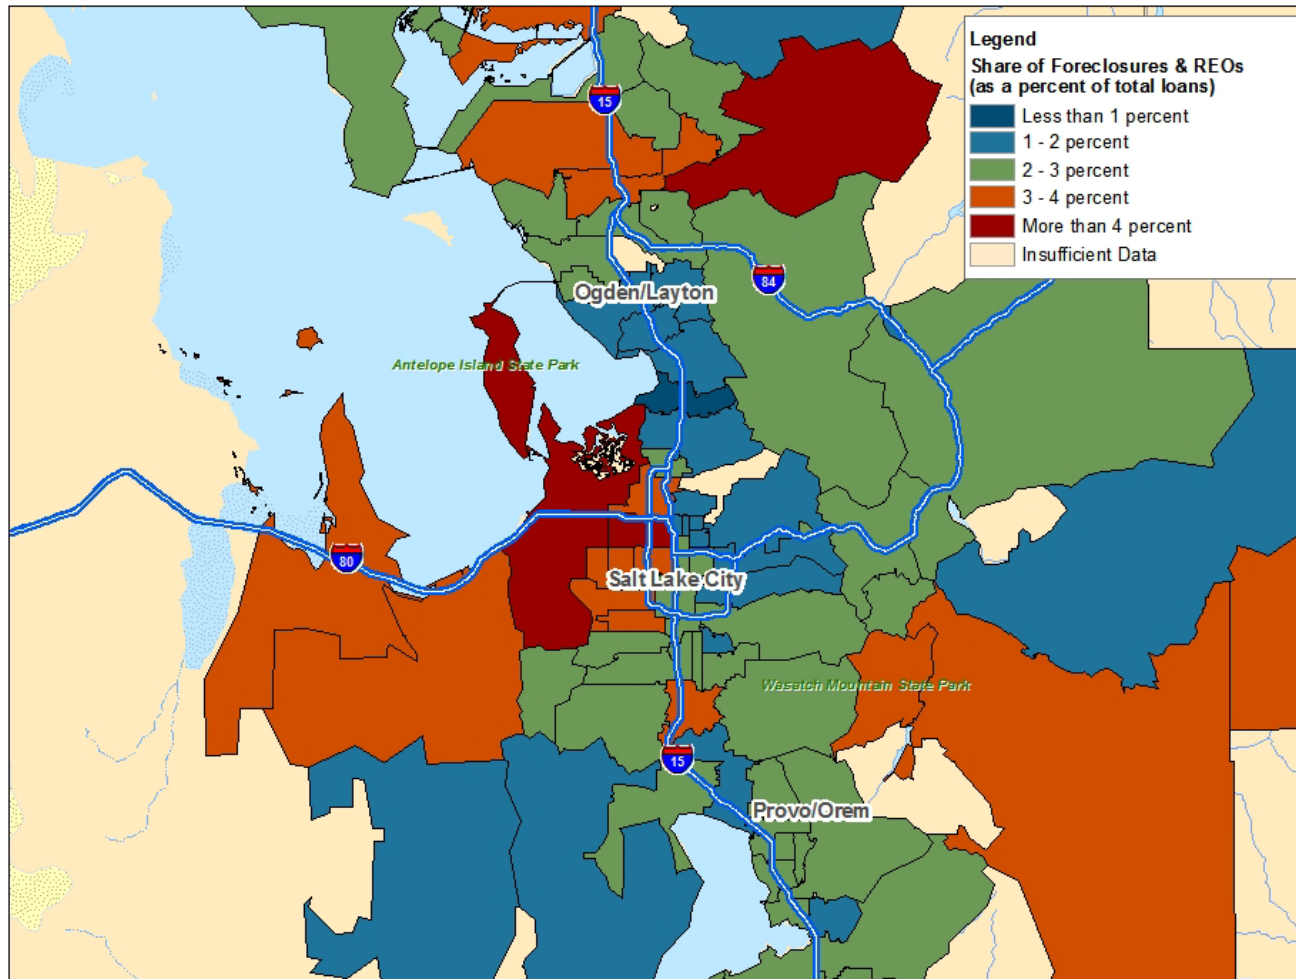 Legend
Share of Foreclosures & REOs
(as a percent of total loans)
Less than 1 percent
1 - 2 percent
2 - 3 percent
3 - 4 percent
More than 4 percent
Insufficient Data
15
84
Ogden/Layton
Antelope Island State Park
80
Salt Lake City
Wasatch Mountain State Park
15
Provo/Orem